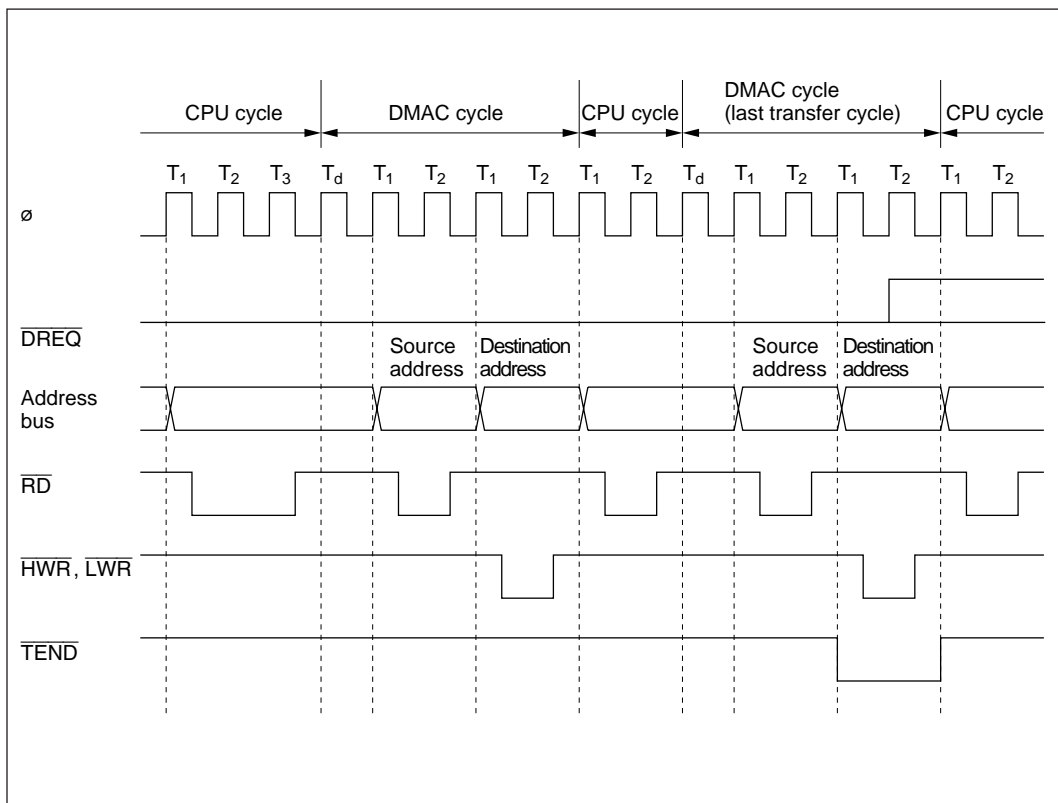 DMAC cycle
(last transfer cycle)
CPU cycle DMAC cycle CPU cycle CPU cycle
T1 T2 T3 Td T1 T2 T1 T2 T1 T2 Td T1 T2 T1 T2 T1 T2
ø
DREQ
Source address
Destination address
Source address
Destination address
Address
bus
RD
HWR, LWR
TEND